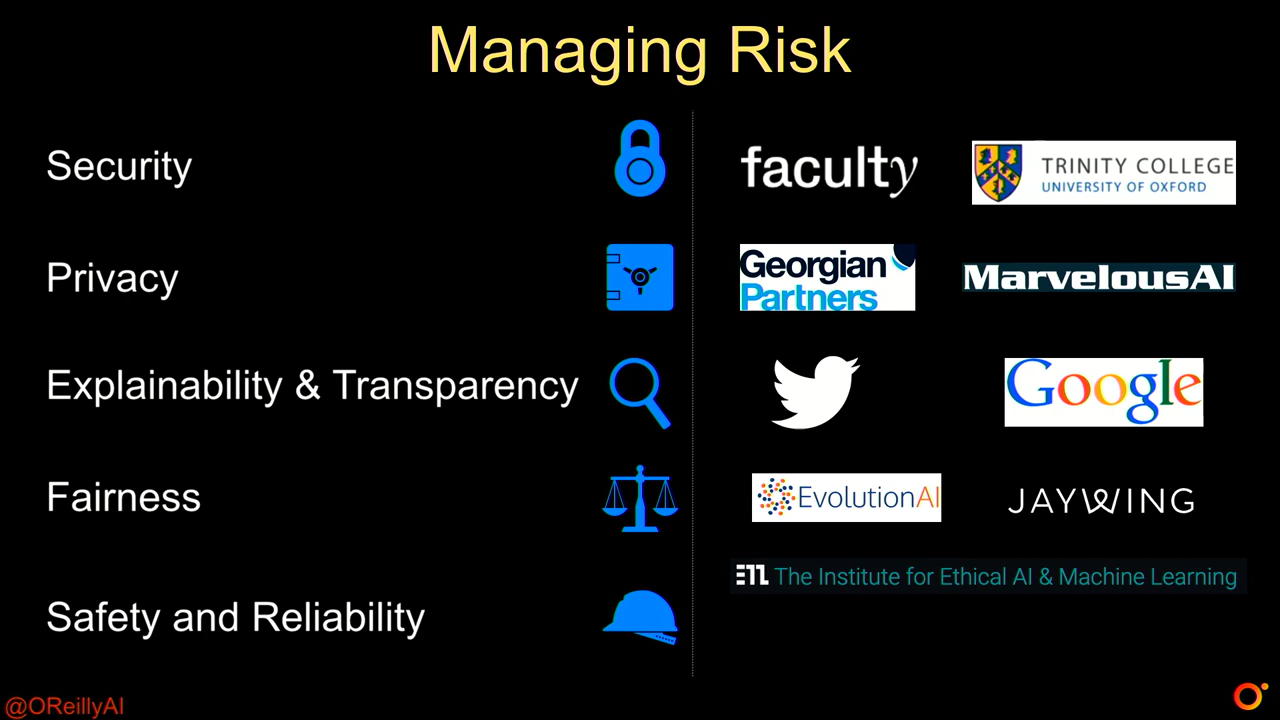 Managing Risk
Security
Privacy
Explainability & Transparency
Fairness
Safety and Reliability
faculty
TRINITY COLLEGE
UNIVERSITY OF OXFORD
Georgian
Partners
MarvelousAI
Google
EvolutionAI
JAYWING
The Institute for Ethical AI & Machine Learning
@OReillyAI